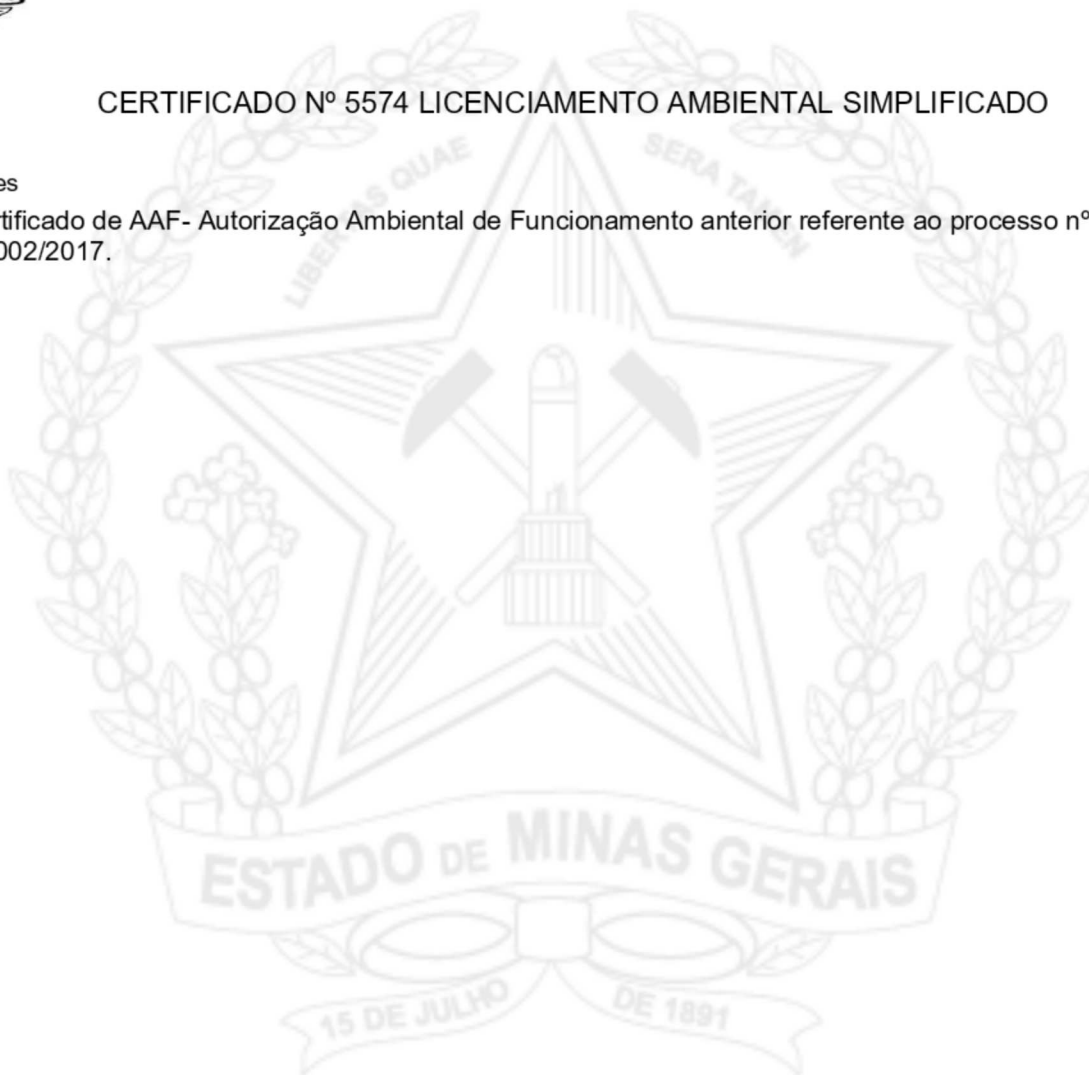 CERTIFICADO Nº 5574 LICENCIAMENTO AMBIENTAL SIMPLIFICADO
es
tificado de AAF- Autorização Ambiental de Funcionamento anterior referente ao processo nº
002/2017.
LIBERTAS QUAE SERA TAMEN
ESTADO DE MINAS GERAIS
15 DE JULHO DE 1891